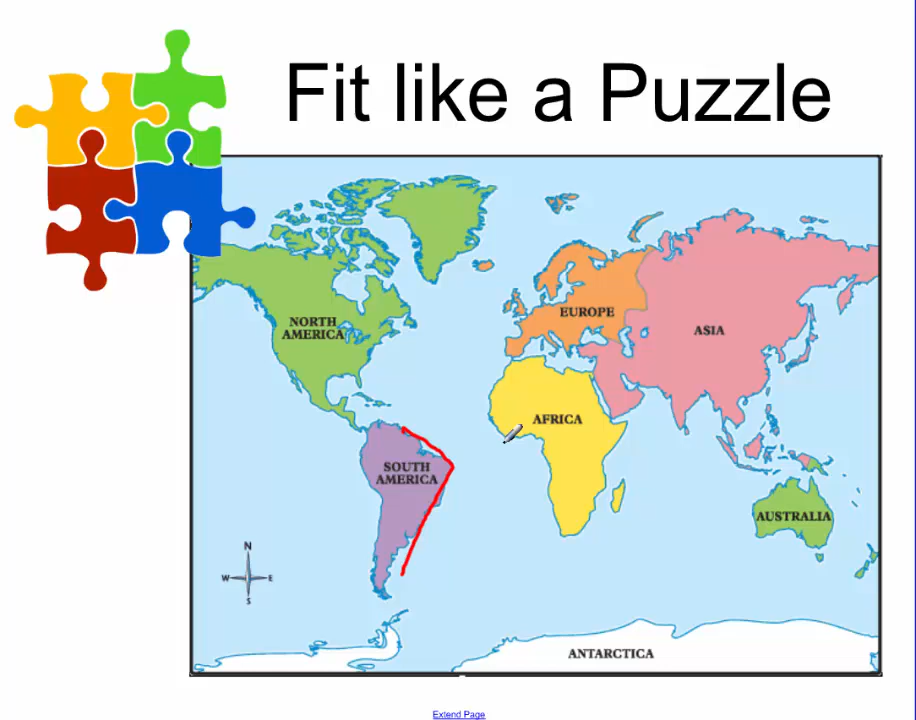 Fit like a Puzzle
NORTH
AMERICA
EUROPE
ASIA
AFRICA
SOUTH
AMERICA
AUSTRALIA
N
W E
S
ANTARCTICA
Extend Page